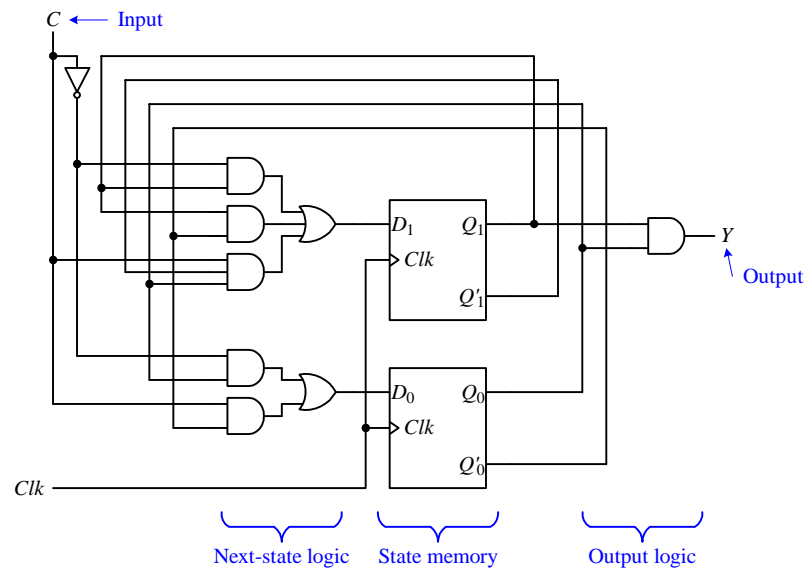 C Input
D₁ Q₁
Clk
Q'₁
Y
Output
D₀ Q₀
Clk
Q'₀
Clk
Next-state logic State memory Output logic